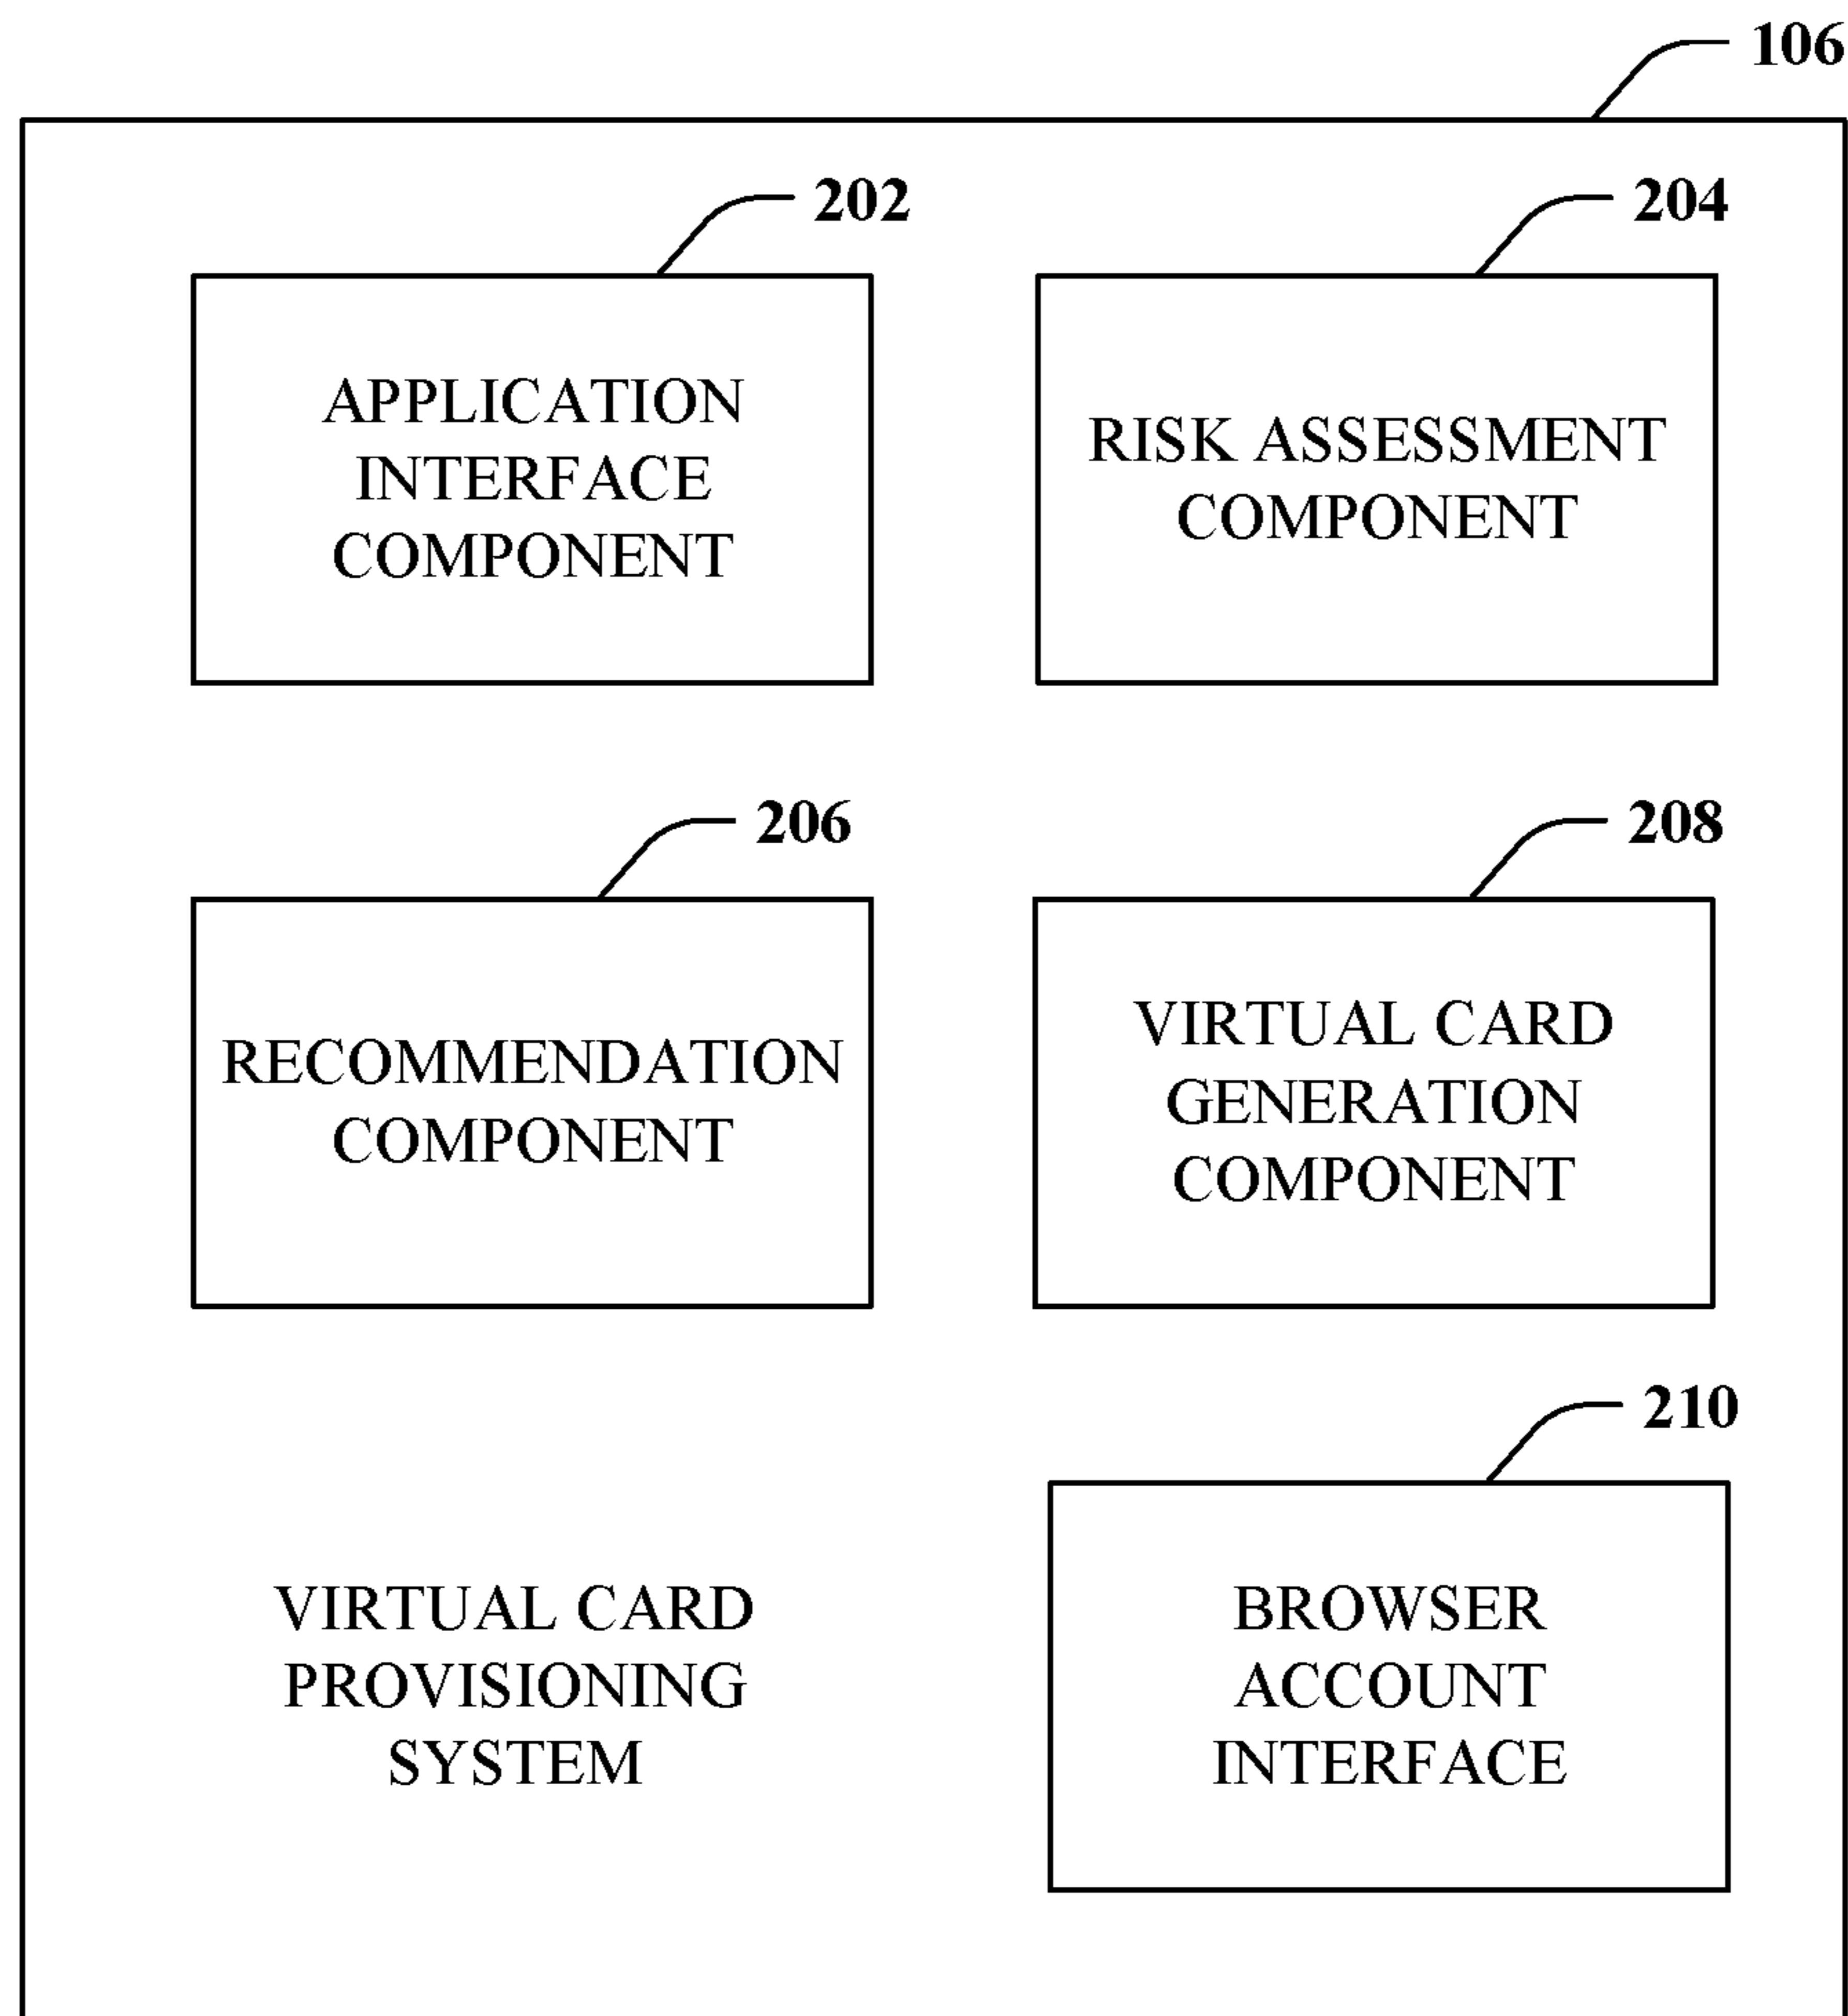 106
202
APPLICATION
INTERFACE
COMPONENT
204
RISK ASSESSMENT
COMPONENT
206
RECOMMENDATION
COMPONENT
208
VIRTUAL CARD
GENERATION
COMPONENT
VIRTUAL CARD
PROVISIONING
SYSTEM
210
BROWSER
ACCOUNT
INTERFACE